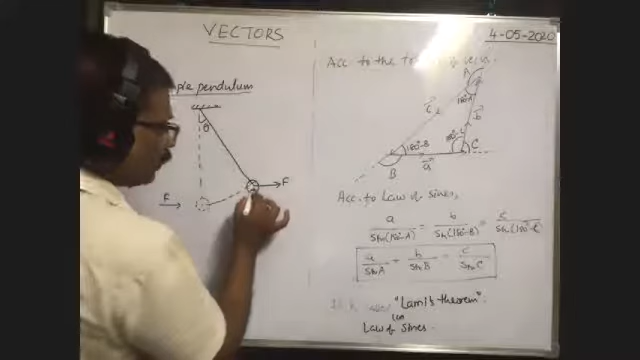 VECTORS
4-05-2020
pendulum
θ
F
F
Acc to the
A
180-A
c
b
180-B
180-C
C
a
B
Acc. to Law of sines,
a/Sin(180-A) = b/Sin(180-B) = c/Sin(180-C)
a/SinA = b/SinB = c/SinC
"Lami's theorem"
Law of sines.